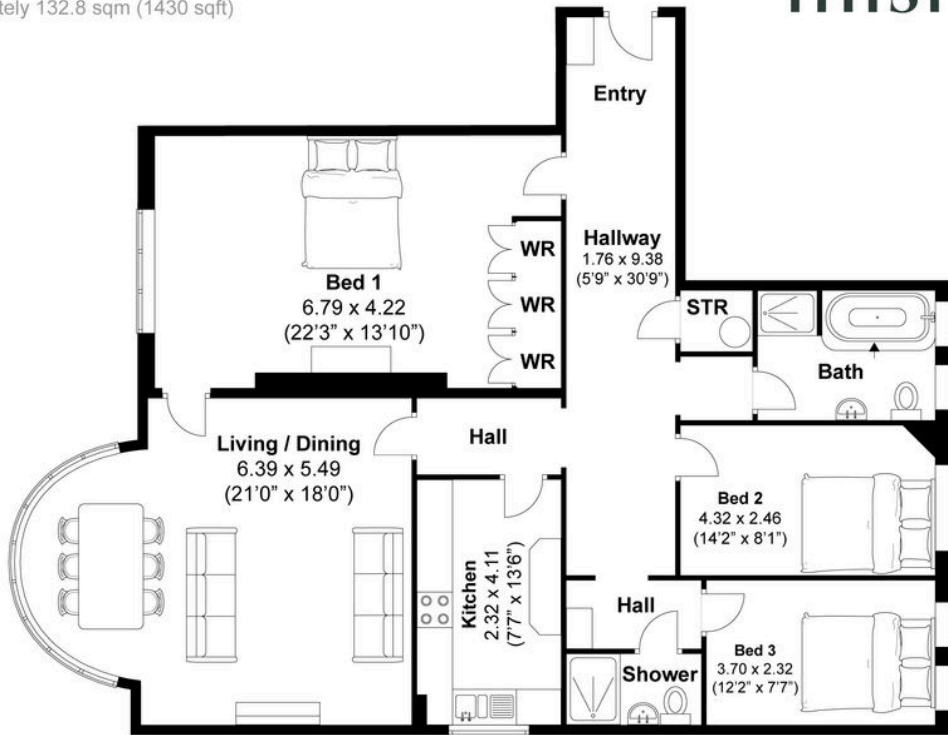 132.8 sqm (1430 sqft)
Entry
Hallway
1.76 x 9.38
(5'9" x 30'9")
Bed 1
6.79 x 4.22
(22'3" x 13'10")
WR
WR
WR
STR
Bath
Living / Dining
6.39 x 5.49
(21'0" x 18'0")
Hall
Kitchen
2.32 x 4.11
(7'7" x 13'6")
Bed 2
4.32 x 2.46
(14'2" x 8'1")
Hall
Shower
Bed 3
3.70 x 2.32
(12'2" x 7'7")